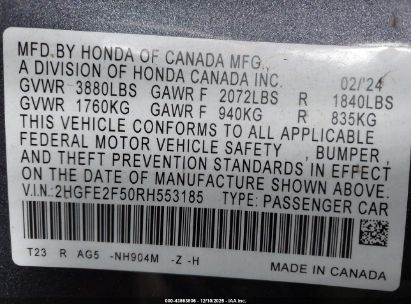 MFD.BY HONDA OF CANADA MFG.,
A DIVISION OF HONDA CANADA INC. 02/'24
GVWR 3880LBS GAWR F 2072LBS R 1840LBS
GVWR 1760KG GAWR F 940KG R 835KG
THIS VEHICLE CONFORMS TO ALL APPLICABLE
FEDERAL MOTOR VEHICLE SAFETY , BUMPER,
AND THEFT PREVENTION STANDARDS IN EFFECT
ON THE DATE OF MANUFACTURE SHOWN ABOVE.
V.I.N.:2HGFE2F50RH553185 TYPE: PASSENGER CAR
T23 R AG5 -NH904M -Z -H
MADE IN CANADA